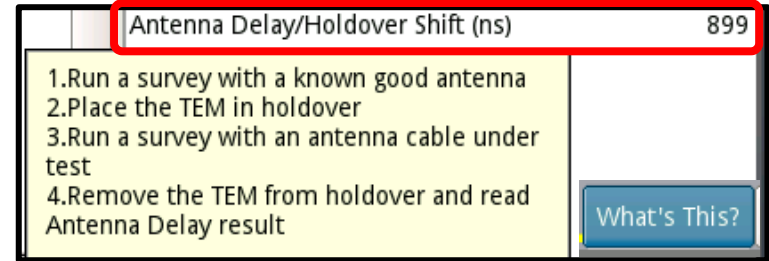 Antenna Delay/Holdover Shift (ns) 899
1.Run a survey with a known good antenna
2.Place the TEM in holdover
3.Run a survey with an antenna cable under
test
4.Remove the TEM from holdover and read
Antenna Delay result
What's This?